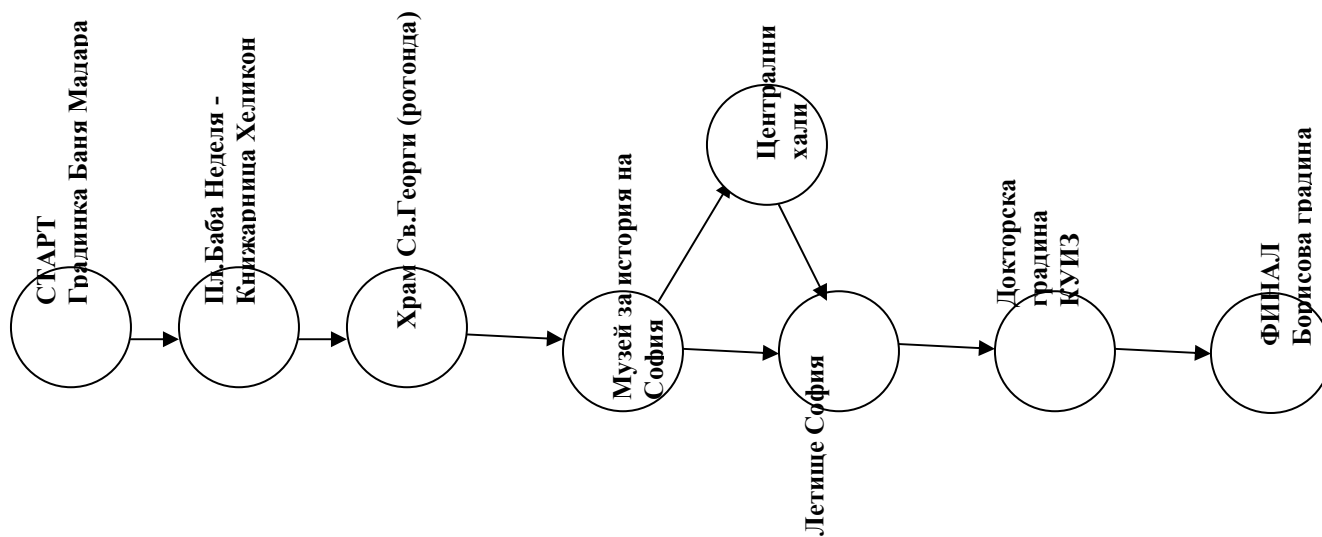 СТАРТ
Градинка Баня Мадара
Пл.Баба Неделя -
Книжарница Хеликон
Храм Св.Георги (ротонда)
Музей за история на
София
Централни
хали
Летище София
Докторска
градина
КУИЗ
ФИНАЛ
Борисова градина